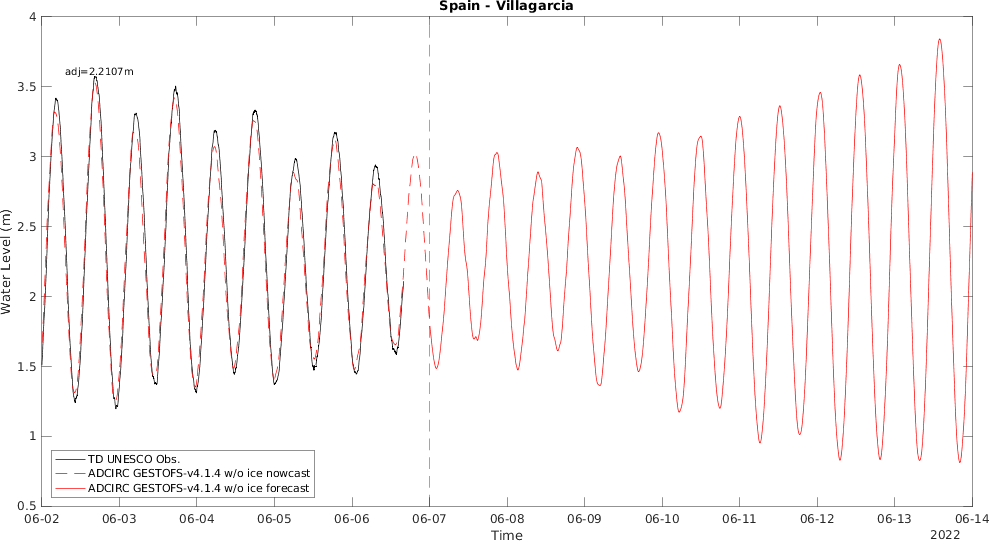 Spain - Villagarcia
adj=2.2107m
Water Level (m)
4
3.5
3
2.5
2
1.5
1
0.5
TD UNESCO Obs.
ADCIRC GESTOFS-v4.1.4 w/o ice nowcast
ADCIRC GESTOFS-v4.1.4 w/o ice forecast
06-02 06-03 06-04 06-05 06-06 06-07 06-08 06-09 06-10 06-11 06-12 06-13 06-14
Time
2022